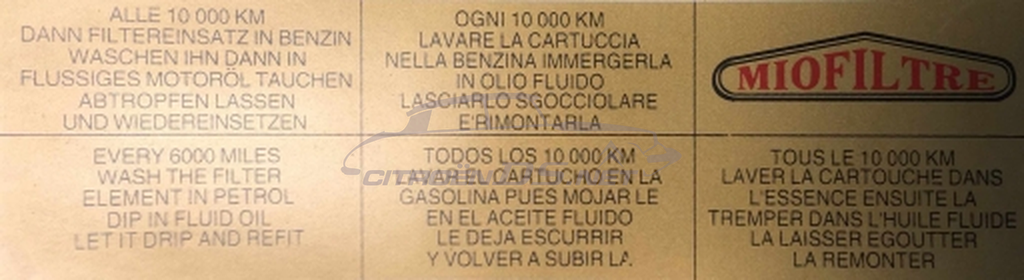 ALLE 10 000 KM
DANN FILTEREINSATZ IN BENZIN
WASCHEN IHN DANN IN
FLUSSIGES MOTORÖL TAUCHEN
ABTROPFEN LASSEN
UND WIEDEREINSETZEN
OGNI 10 000 KM
LAVARE LA CARTUCCIA
NELLA BENZINA IMMERGERLA
IN OLIO FLUIDO
LASCIARLO SGOCCIOLARE
E'RIMONTARLA
MIOFILTRE
EVERY 6000 MILES
WASH THE FILTER
ELEMENT IN PETROL
DIP IN FLUID OIL
LET IT DRIP AND REFIT
TODOS LOS 10 000 KM
LAVAR EL CARTUCHO EN LA
GASOLINA PUES MOJAR LE
EN EL ACEITE FLUIDO
LE DEJA ESCURRIR
Y VOLVER A SUBIR LA
TOUS LE 10 000 KM
LAVER LA CARTOUCHE DANS
L'ESSENCE ENSUITE LA
TREMPER DANS L'HUILE FLUIDE
LA LAISSER EGOUTTER
LA REMONTER